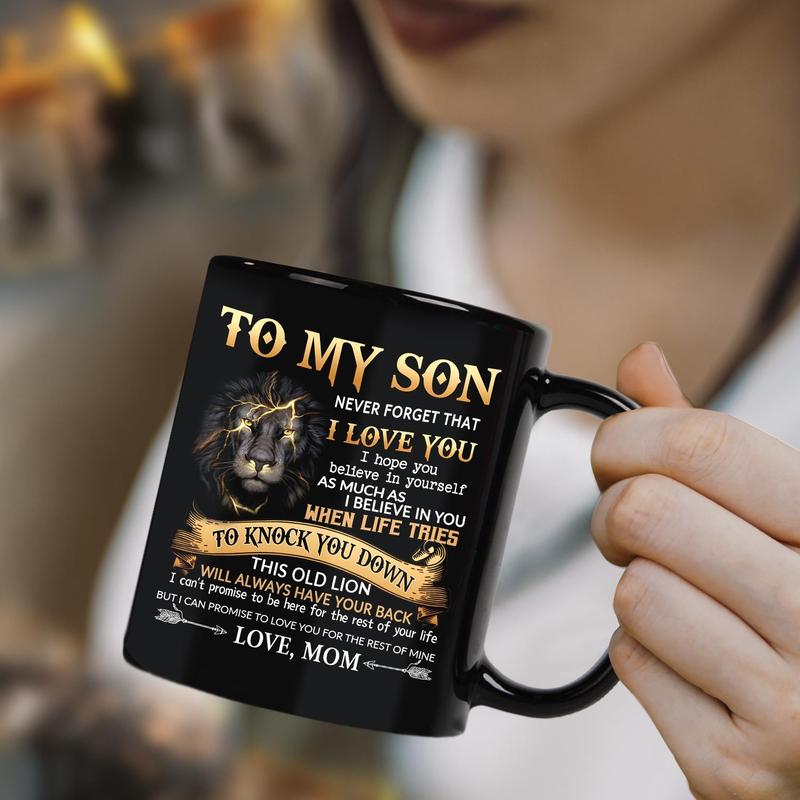 TO MY SON
NEVER FORGET THAT
I LOVE YOU
I hope you
believe in yourself
AS MUCH AS
I BELIEVE IN YOU
WHEN LIFE TRIES
TO KNOCK YOU DOWN
THIS OLD LION
WILL ALWAYS HAVE YOUR BACK
I can't promise to be here for the rest of your life
BUT I CAN PROMISE TO LOVE YOU FOR THE REST OF MINE
LOVE, MOM